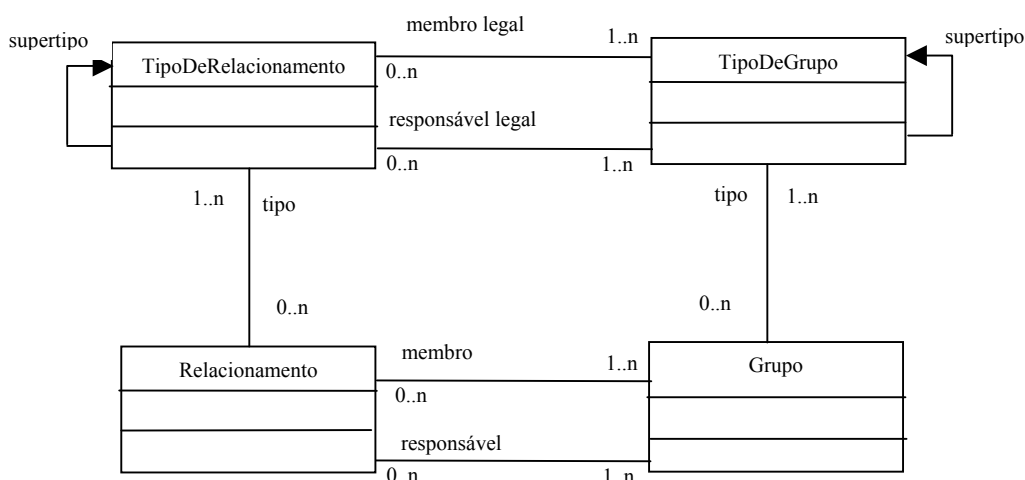 membro legal
1..n
supertipo
supertipo
TipoDeRelacionamento
TipoDeGrupo
0..n
responsável legal
0..n
1..n
1..n
tipo
tipo
1..n
0..n
0..n
membro
1..n
Relacionamento
Grupo
0..n
responsável
0..n
1..n